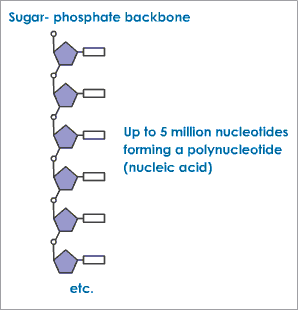 Sugar- phosphate backbone
Up to 5 million nucleotides
forming a polynucleotide
(nucleic acid)
etc.